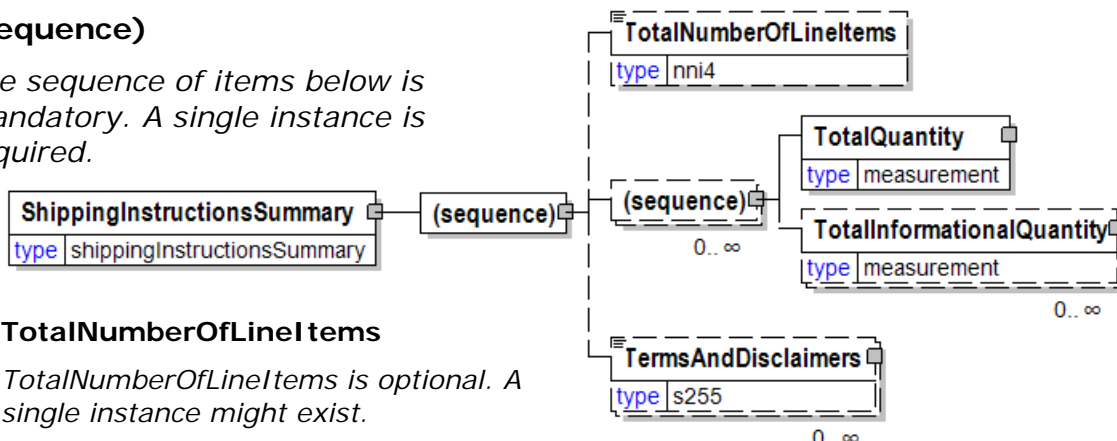 equence)
e sequence of items below is
andatory. A single instance is
quired.
TotalNumberOfLineItems
type nni4
TotalQuantity
type measurement
ShippingInstructionsSummary
type shippingInstructionsSummary
(sequence)
(sequence)
0.. ∞
TotalInformationalQuantity
type measurement
0.. ∞
TotalNumberOfLineItems
TotalNumberOfLineItems is optional. A
single instance might exist.
TermsAndDisclaimers
type s255
0.. ∞